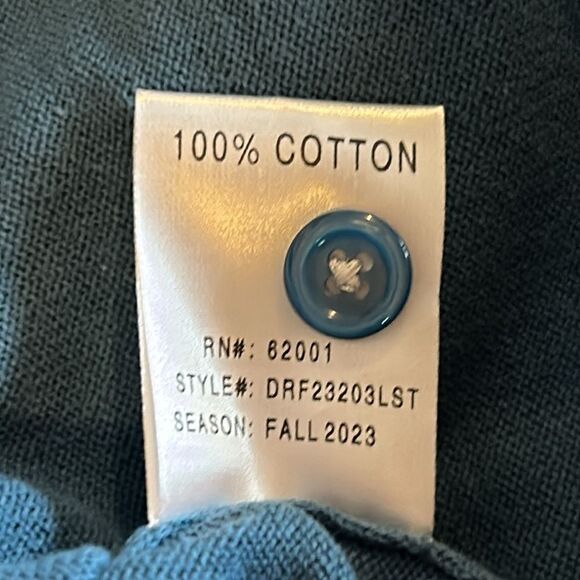 100% COTTON
RN#: 62001
STYLE#: DRF23203LST
SEASON: FALL 2023